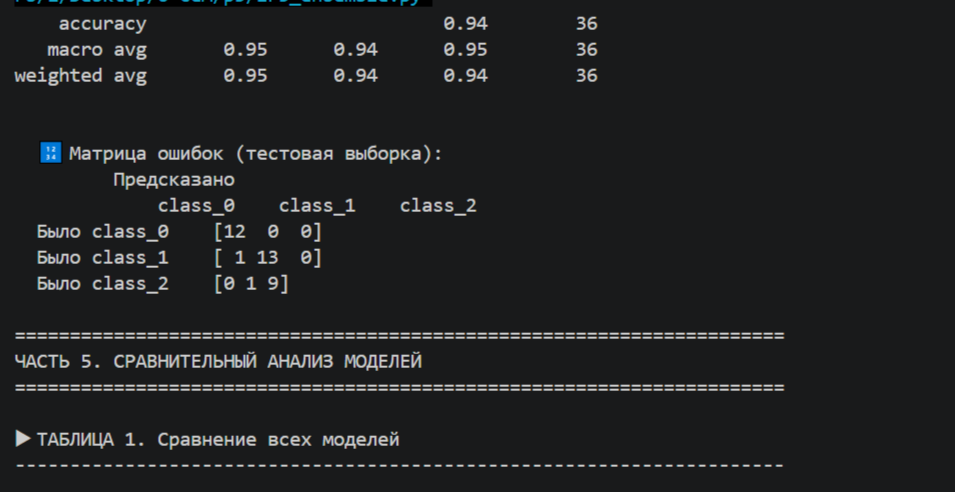 accuracy 0.94 36
macro avg 0.95 0.94 0.95 36
weighted avg 0.95 0.94 0.94 36
🔢 Матрица ошибок (тестовая выборка):
Предсказано
class_0 class_1 class_2
Было class_0 [12 0 0]
Было class_1 [ 1 13 0]
Было class_2 [0 1 9]
======================================================================
ЧАСТЬ 5. СРАВНИТЕЛЬНЫЙ АНАЛИЗ МОДЕЛЕЙ
======================================================================
▶ ТАБЛИЦА 1. Сравнение всех моделей
----------------------------------------------------------------------